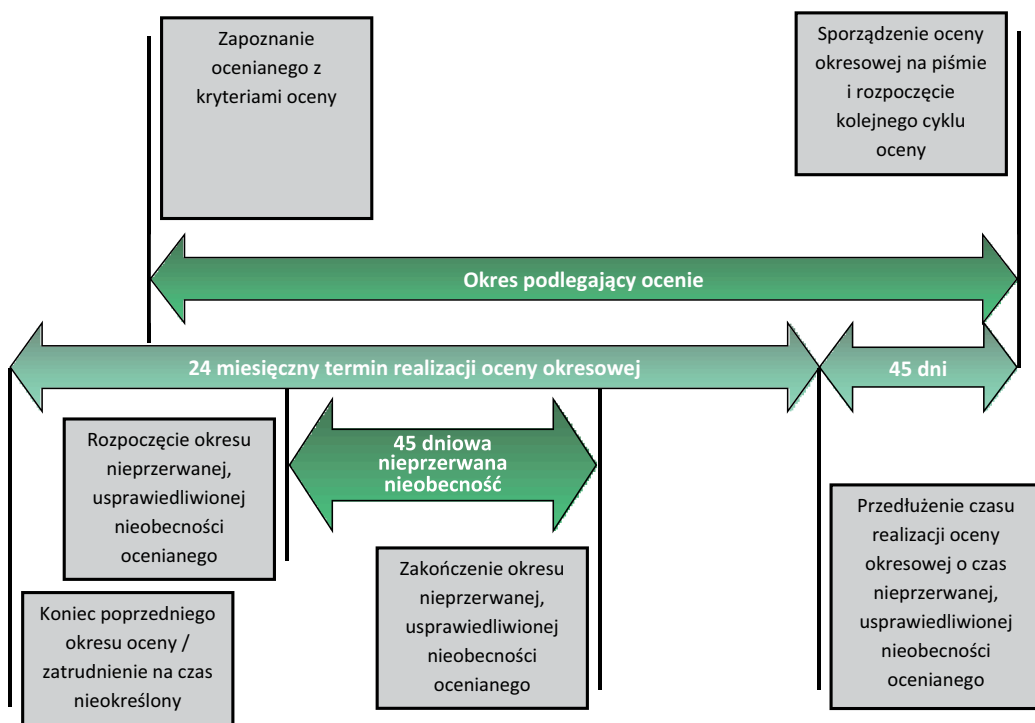 Zapoznanie
ocenianego z
kryteriami oceny
Sporządzenie oceny
okresowej na piśmie
i rozpoczęcie
kolejnego cyklu
oceny
Okres podlegający ocenie
24 miesięczny termin realizacji oceny okresowej
45 dni
Rozpoczęcie okresu
nieprzerwanej,
usprawiedliwionej
nieobecności
ocenianego
45 dniowa
nieprzerwana
nieobecność
Zakończenie okresu
nieprzerwanej,
usprawiedliwionej
nieobecności
ocenianego
Przedłużenie czasu
realizacji oceny
okresowej o czas
nieprzerwanej,
usprawiedliwionej
nieobecności
ocenianego
Koniec poprzedniego
okresu oceny /
zatrudnienie na czas
nieokreślony